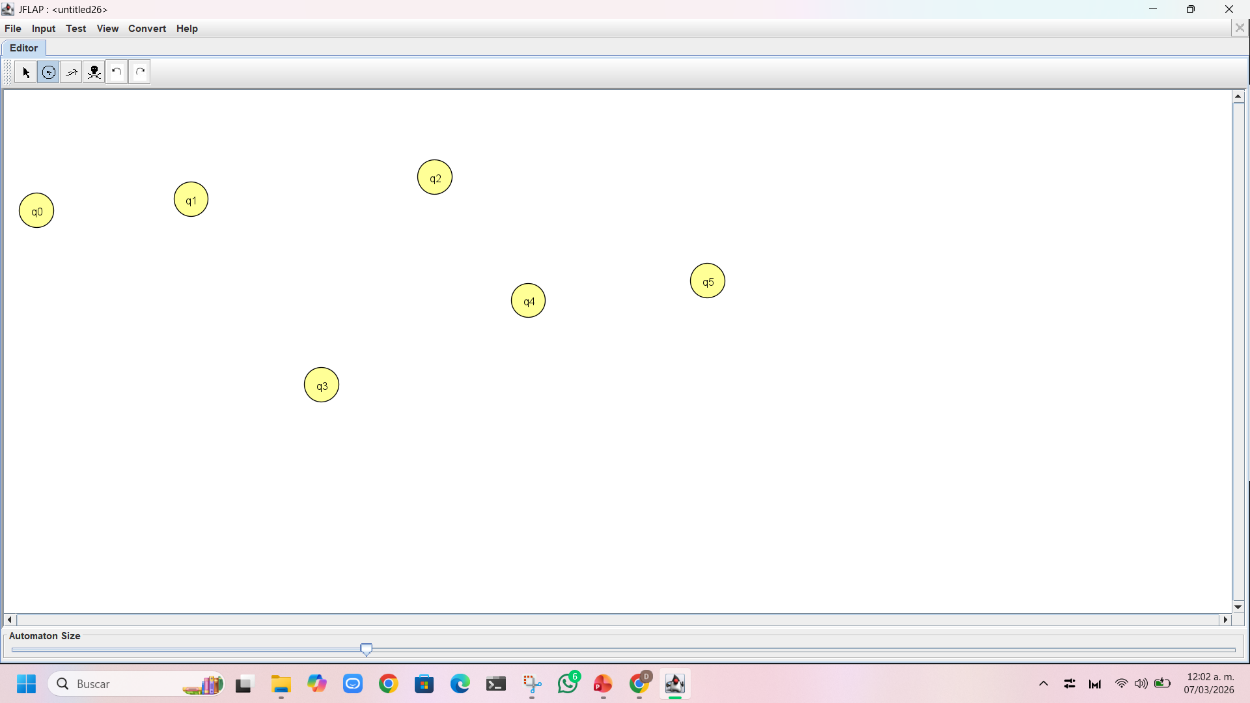 JFLAP : <untitled26>
File Input Test View Convert Help
Editor
q2
q1
q0
q5
q4
q3
Automaton Size
Buscar
6
D
12:02 a. m.
07/03/2026